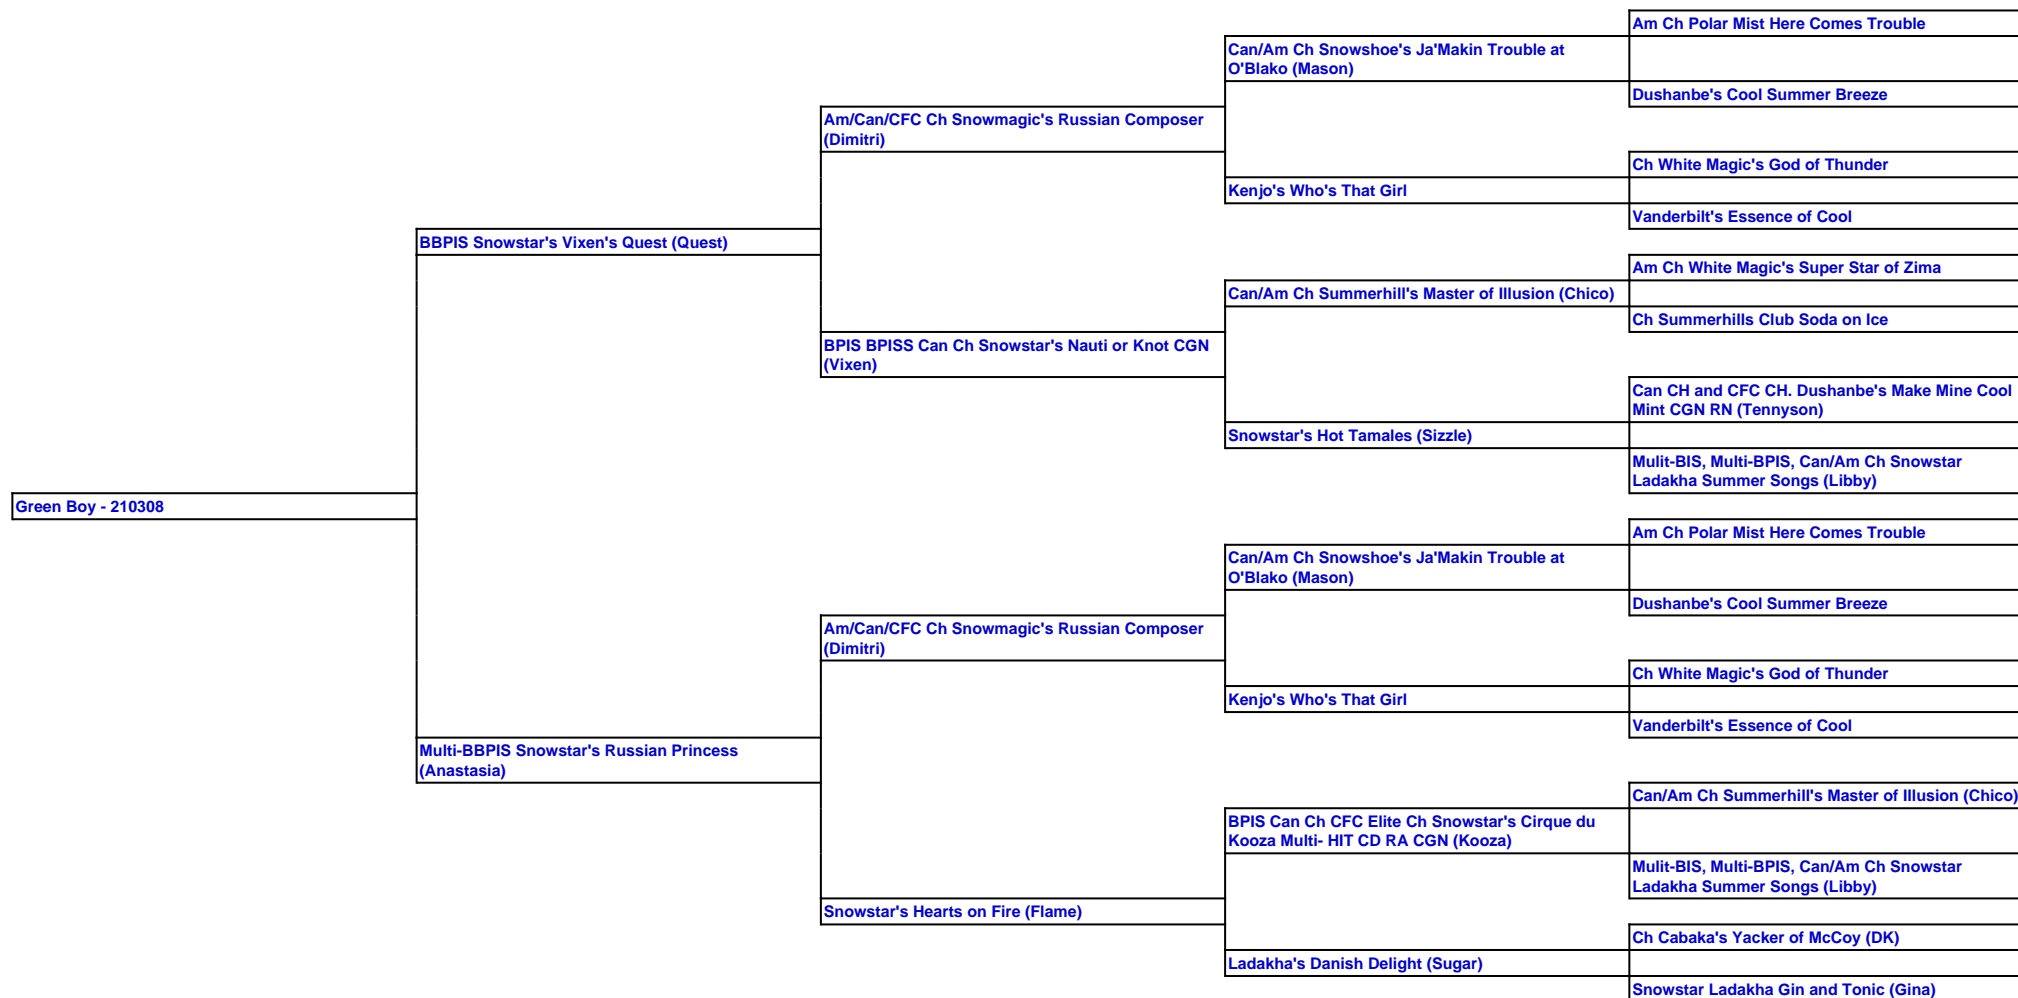 Am Ch Polar Mist Here Comes Trouble
Can/Am Ch Snowshoe's Ja'Makin Trouble at
O'Blako (Mason)
Dushanbe's Cool Summer Breeze
Am/Can/CFC Ch Snowmagic's Russian Composer
(Dimitri)
Ch White Magic's God of Thunder
Kenjo's Who's That Girl
Vanderbilt's Essence of Cool
BBPIS Snowstar's Vixen's Quest (Quest)
Am Ch White Magic's Super Star of Zima
Can/Am Ch Summerhill's Master of Illusion (Chico)
Ch Summerhills Club Soda on Ice
BPIS BPISS Can Ch Snowstar's Nauti or Knot CGN
(Vixen)
Can CH and CFC CH. Dushanbe's Make Mine Cool
Mint CGN RN (Tennyson)
Snowstar's Hot Tamales (Sizzle)
Mulit-BIS, Multi-BPIS, Can/Am Ch Snowstar
Ladakha Summer Songs (Libby)
Green Boy - 210308
Am Ch Polar Mist Here Comes Trouble
Can/Am Ch Snowshoe's Ja'Makin Trouble at
O'Blako (Mason)
Dushanbe's Cool Summer Breeze
Am/Can/CFC Ch Snowmagic's Russian Composer
(Dimitri)
Ch White Magic's God of Thunder
Kenjo's Who's That Girl
Vanderbilt's Essence of Cool
Multi-BBPIS Snowstar's Russian Princess
(Anastasia)
Can/Am Ch Summerhill's Master of Illusion (Chico)
BPIS Can Ch CFC Elite Ch Snowstar's Cirque du
Kooza Multi- HIT CD RA CGN (Kooza)
Mulit-BIS, Multi-BPIS, Can/Am Ch Snowstar
Ladakha Summer Songs (Libby)
Snowstar's Hearts on Fire (Flame)
Ch Cabaka's Yacker of McCoy (DK)
Ladakha's Danish Delight (Sugar)
Snowstar Ladakha Gin and Tonic (Gina)